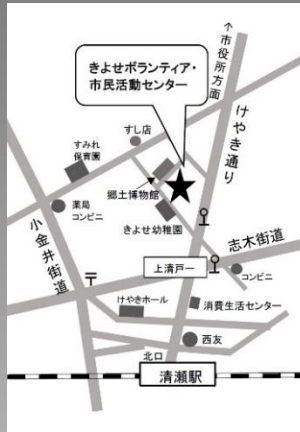 ↑市役所方面
きよせボランティア・
市民活動センター
けやき通り
すし店
すみれ
保育園
郷土博物館
薬局
コンビニ
きよせ幼稚園
小金井街道
志木街道
上清戸一
コンビニ
〒
けやきホール
消費生活センター
西友
北口
清瀬駅